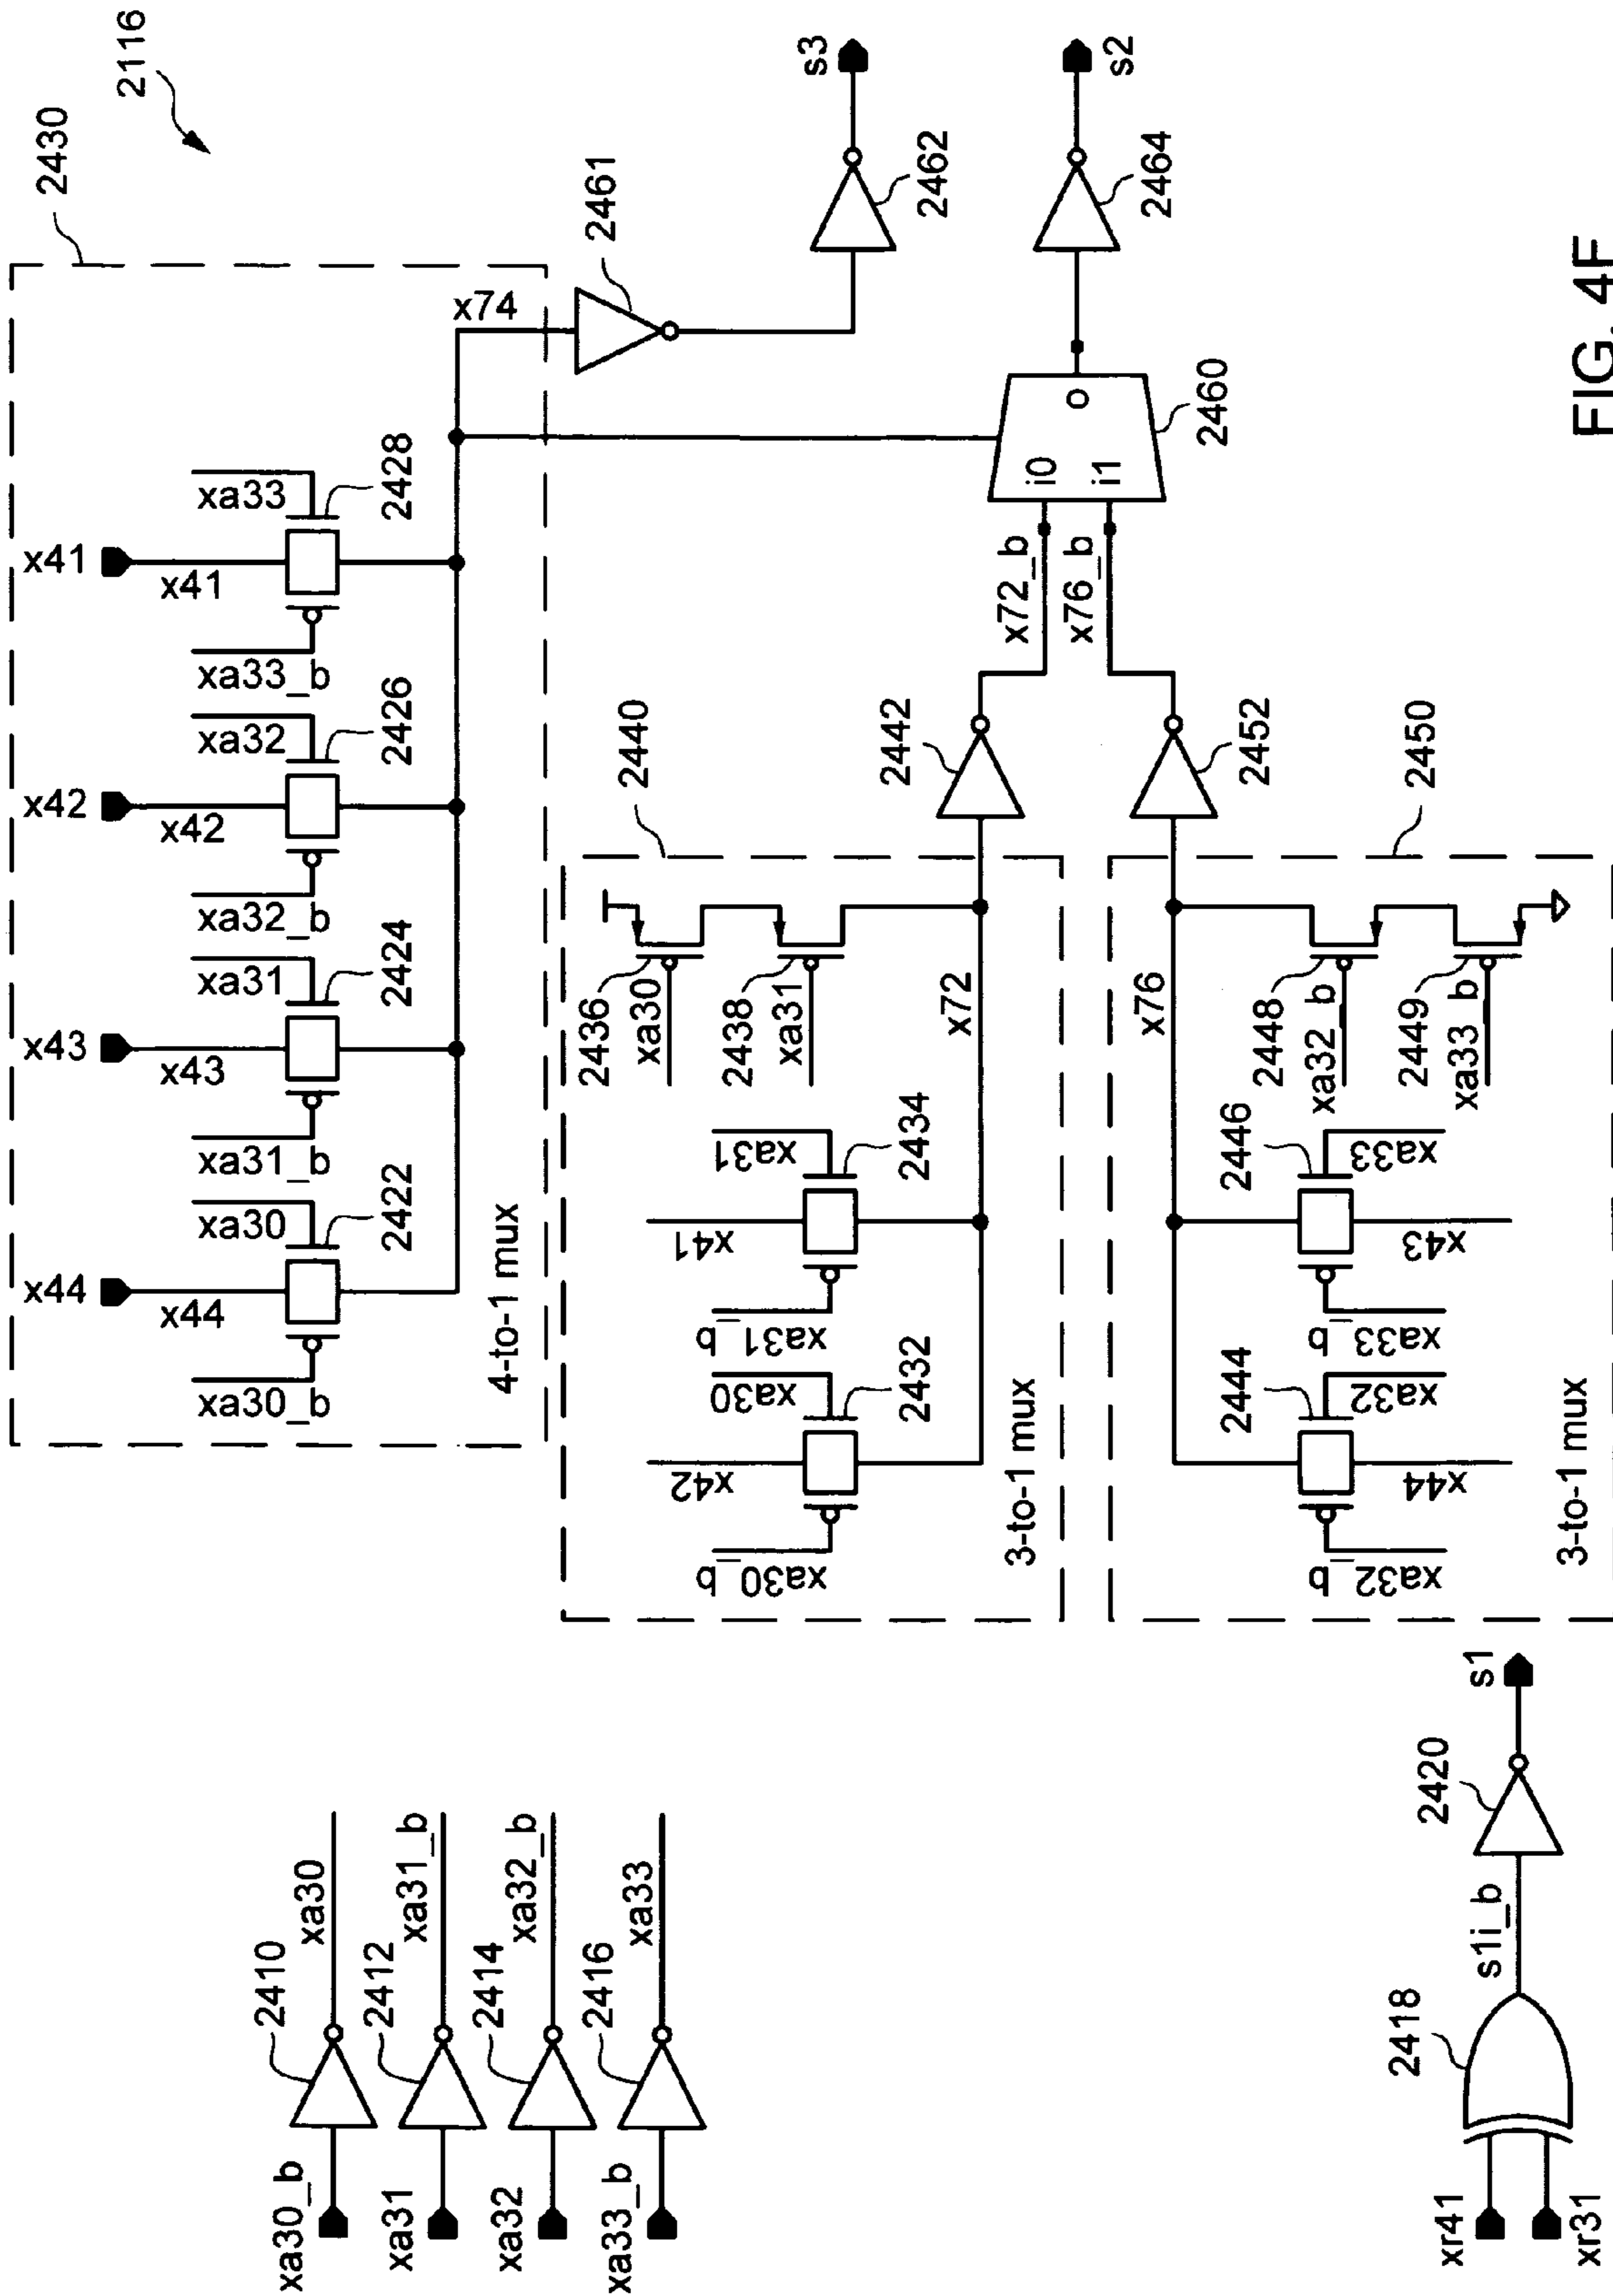 2116
2430
x44
x43
x42
x41
x44
x43
x42
x41
xa30_b
xa30
xa31_b
xa31
xa32_b
xa32
xa33_b
xa33
2422
2424
2426
2428
4-to-1 mux
x74
2461
s3
2462
s2
2464
i0
i1
o
2460
x72_b
x76_b
2440
2442
2436
xa30
2438
xa31
x42
x41
xa30_b
xa30
xa31_b
xa31
2432
2434
x72
3-to-1 mux
2450
2452
x76
2444
2446
2448
xa32_b
2449
xa33_b
xa32_b
xa32
xa33_b
xa33
x44
x43
3-to-1 mux
xa30_b
2410
xa30
xa31
2412
xa31_b
xa32
2414
xa32_b
xa33_b
2416
xa33
xr41
xr31
2418
s1i_b
2420
s1
FIG. 4F